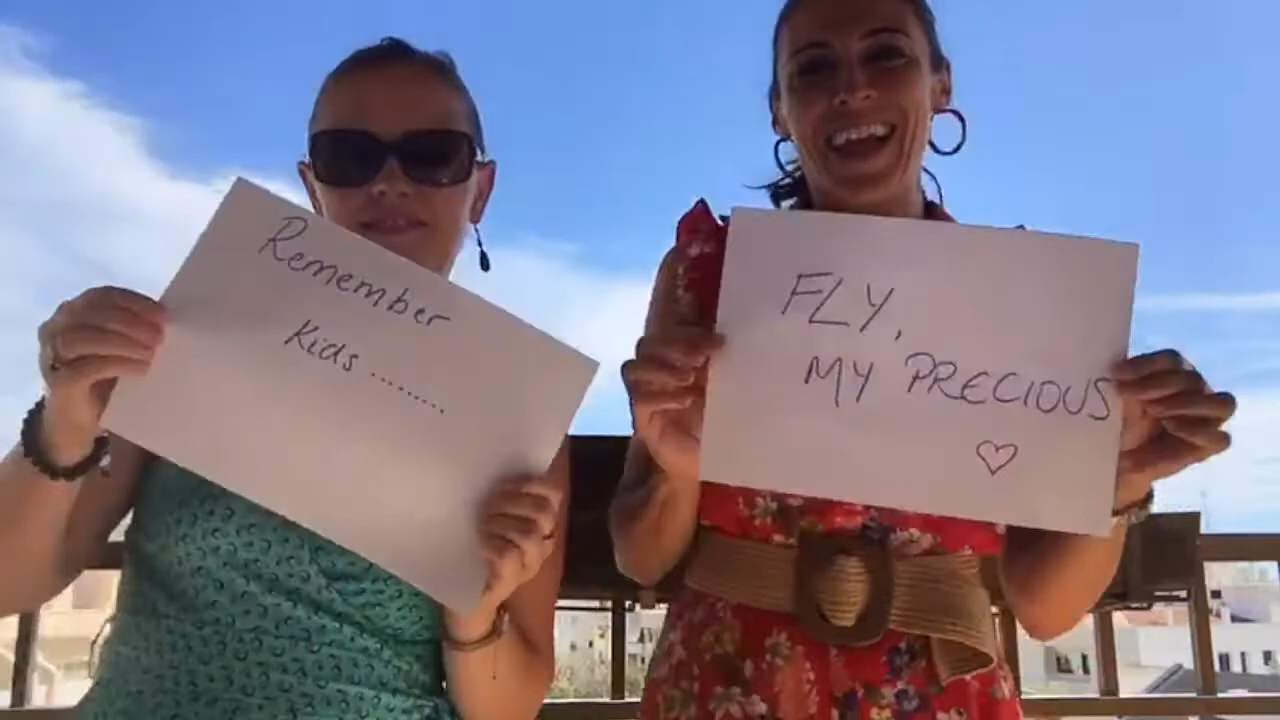 Remember
Kids........
FLY,
MY PRECIOUS
♡